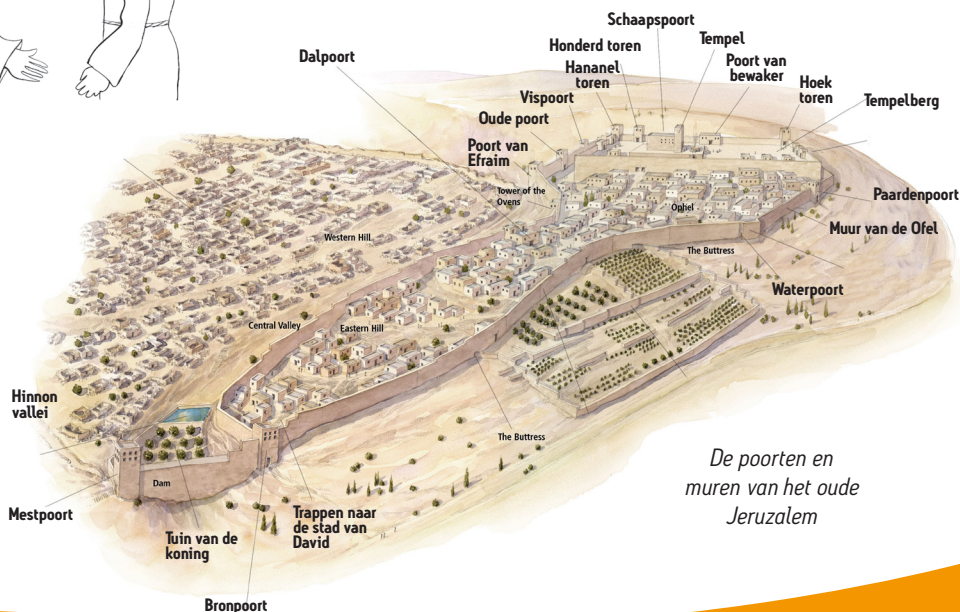 Schaapspoort
Tempel
Honderd toren
Dalpoort
Poort van
bewaker
Hananel
toren
Hoek
toren
Vispoort
Tempelberg
Oude poort
Poort van
Efraim
Tower of the
Ovens
Paardenpoort
Ophel
Muur van de Ofel
Western Hill
The Buttress
Waterpoort
Central Valley
Eastern Hill
Hinnon
vallei
The Buttress
De poorten en
muren van het oude
Jeruzalem
Dam
Mestpoort
Trappen naar
de stad van
David
Tuin van de
koning
Bronpoort